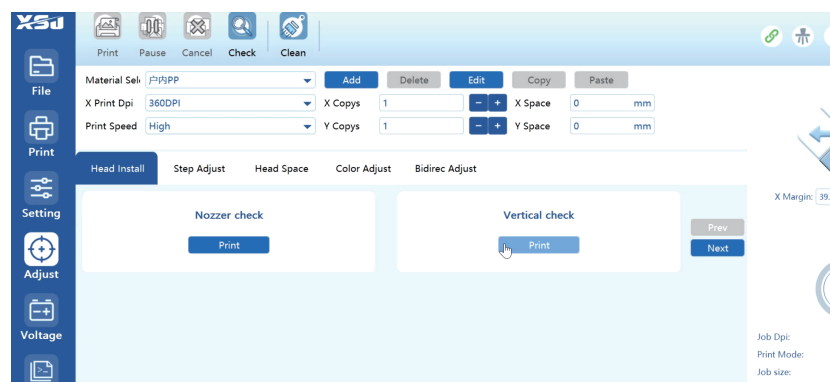 XSJ
Print Pause Cancel Check Clean
File
Print
Setting
Adjust
Voltage
Material Sele 户内PP Add Delete Edit Copy Paste
X Print Dpi 360DPI X Copys 1 - + X Space 0 mm
Print Speed High Y Copys 1 - + Y Space 0 mm
Head Install Step Adjust Head Space Color Adjust Bidirec Adjust
Nozzer check
Print
Vertical check
Print
Prev
Next
X Margin: 39.
Job Dpi:
Print Mode:
Job size: